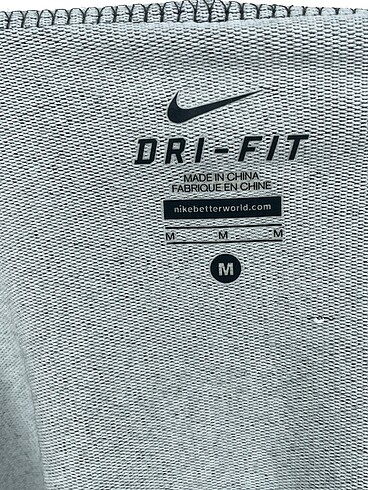 DRI-FIT
MADE IN CHINA
FABRIQUE EN CHINE
nikebetterworld.com
M M M
M